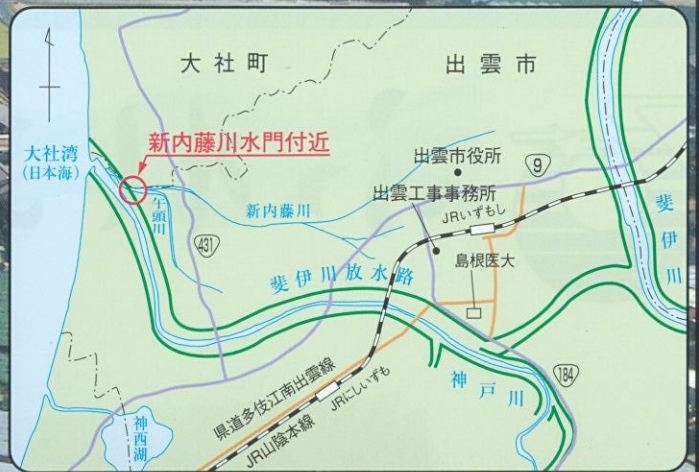 大社町
出雲市
大社湾
(日本海)
新内藤川水門付近
出雲市役所
9
出雲工事事務所
JRいずもし
午頭川
新内藤川
431
斐伊川
斐伊川放水路
島根医大
184
神戸川
県道多伎江南出雲線
JRにしいずも
JR山陰本線
神西湖